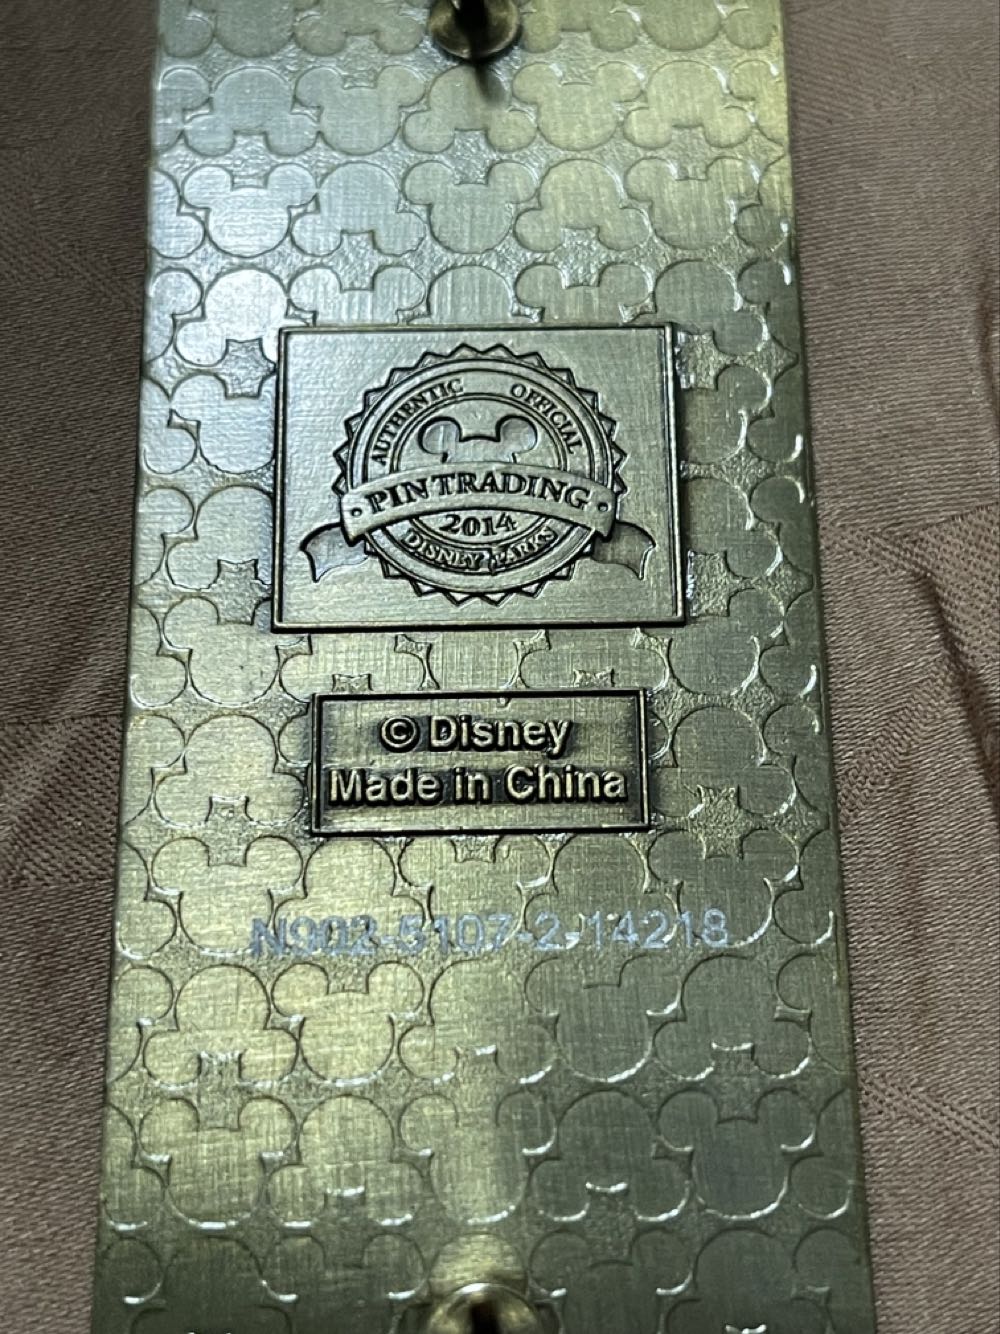 AUTHENTIC OFFICIAL
PIN TRADING
2014
DISNEY PARKS
© Disney
Made in China
N902-5107-2-14218